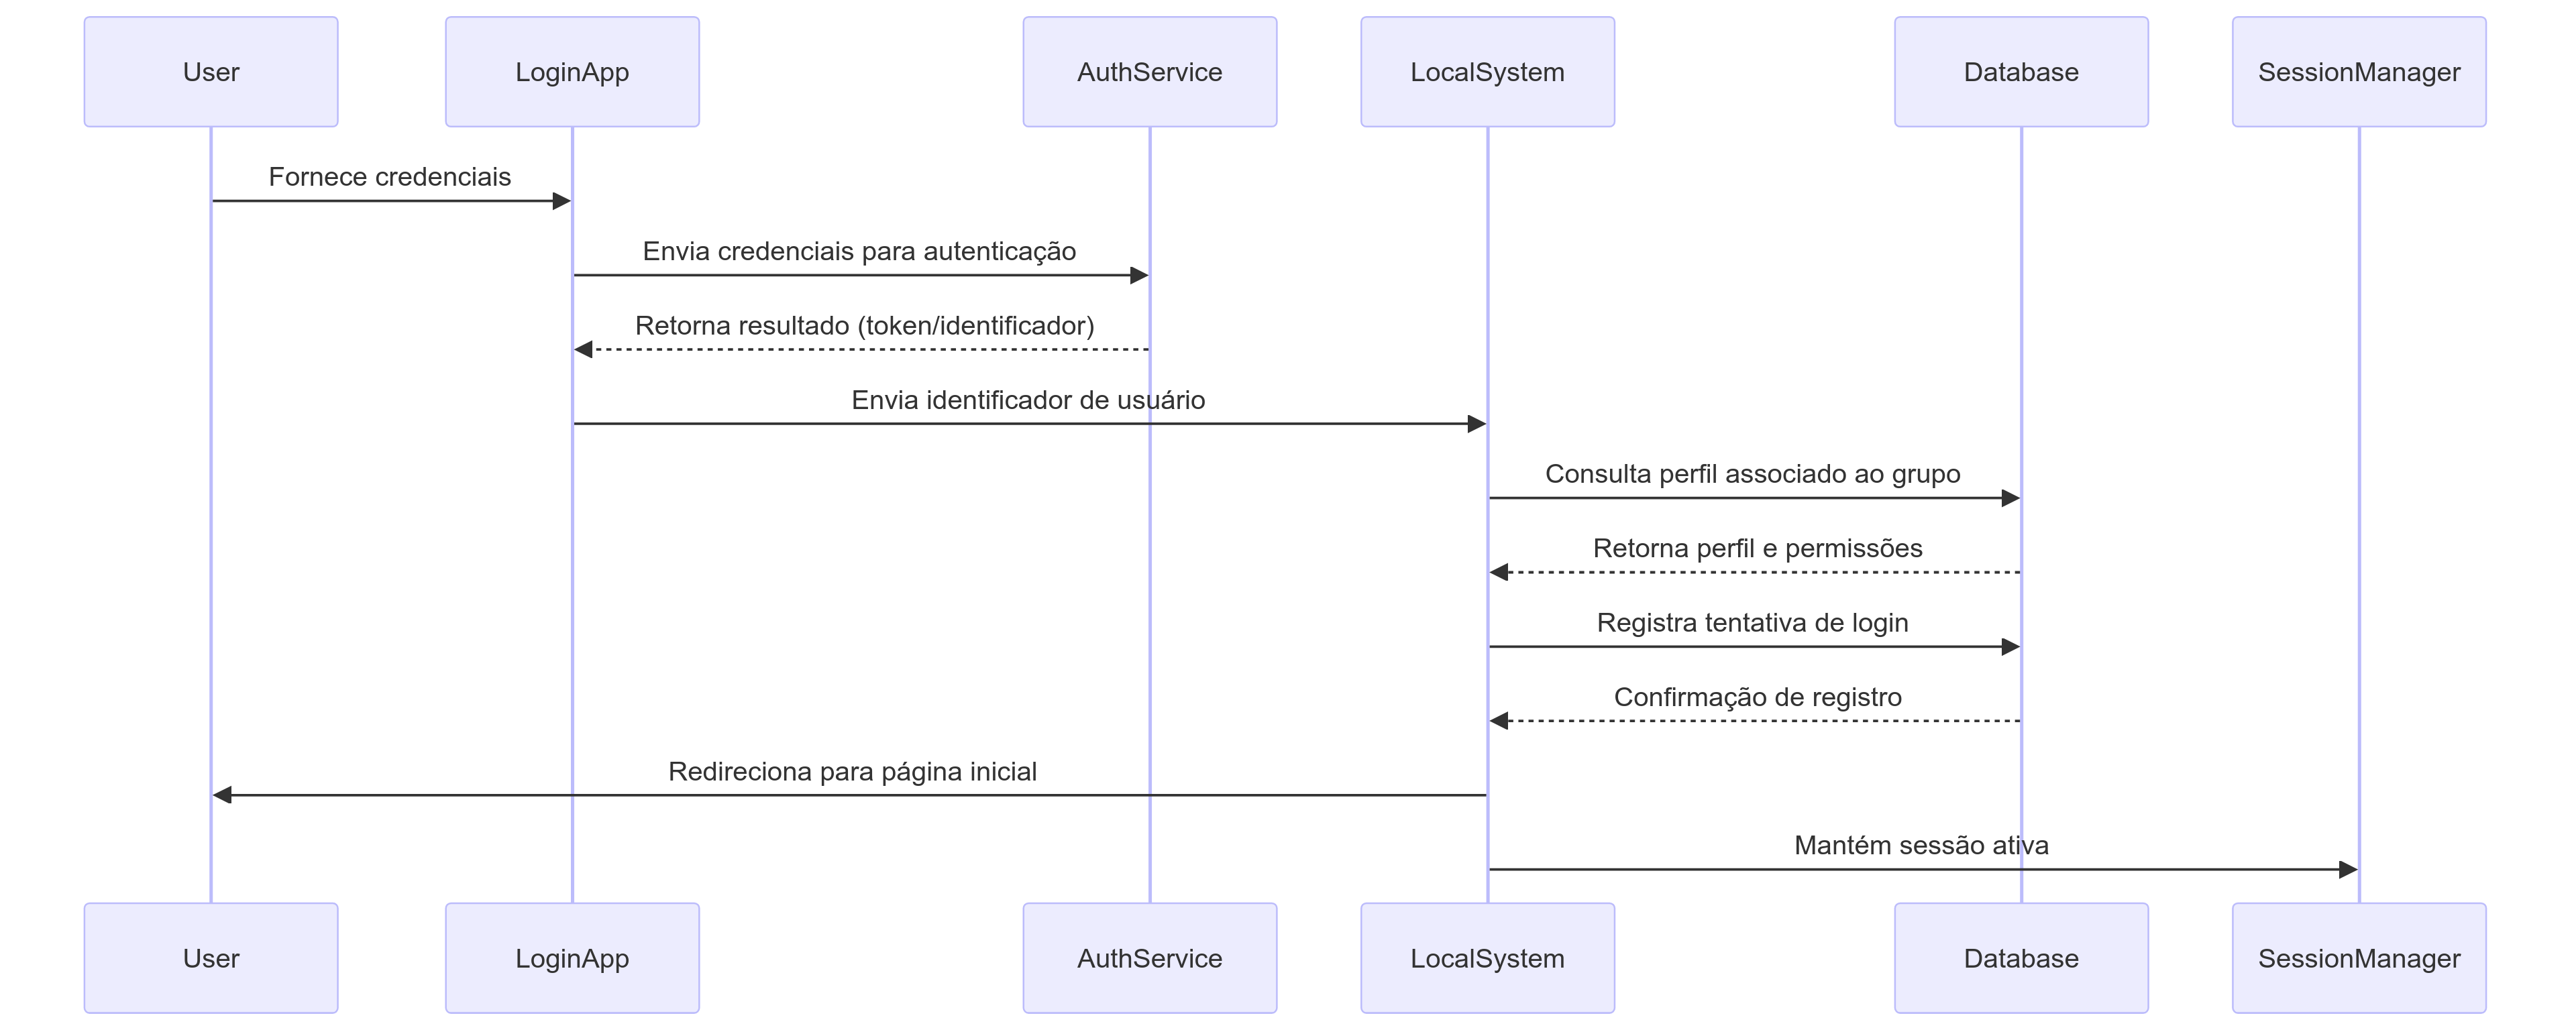 User
LoginApp
AuthService
LocalSystem
Database
SessionManager
Fornece credenciais
Envia credenciais para autenticação
Retorna resultado (token/identificador)
Envia identificador de usuário
Consulta perfil associado ao grupo
Retorna perfil e permissões
Registra tentativa de login
Confirmação de registro
Redireciona para página inicial
Mantém sessão ativa
User
LoginApp
AuthService
LocalSystem
Database
SessionManager